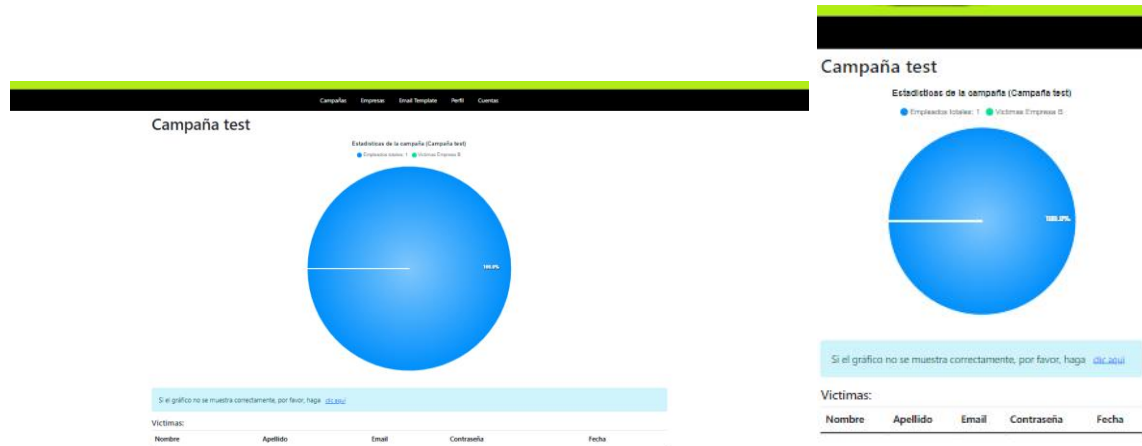 Campañas Empresas Email Template Perfil Cuentas
Campaña test
Estadísticas de la campaña (Campaña test)
Empleados totales: 1 Victimas Empresa B
100.0%
Si el gráfico no se muestra correctamente, por favor, haga clic aquí
Victimas:
Nombre Apellido Email Contraseña Fecha
Campaña test
Estadísticas de la campaña (Campaña test)
Empleados totales: 1 Victimas Empresa B
100.0%
Si el gráfico no se muestra correctamente, por favor, haga clic aquí
Victimas:
Nombre Apellido Email Contraseña Fecha